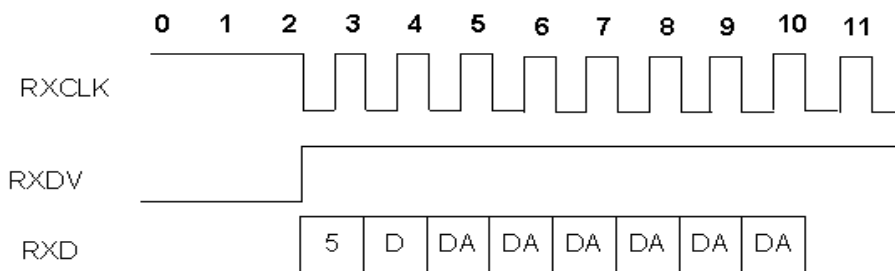 0 1 2 3 4 5 6 7 8 9 10 11
RXCLK
RXDV
RXD 5 D DA DA DA DA DA DA